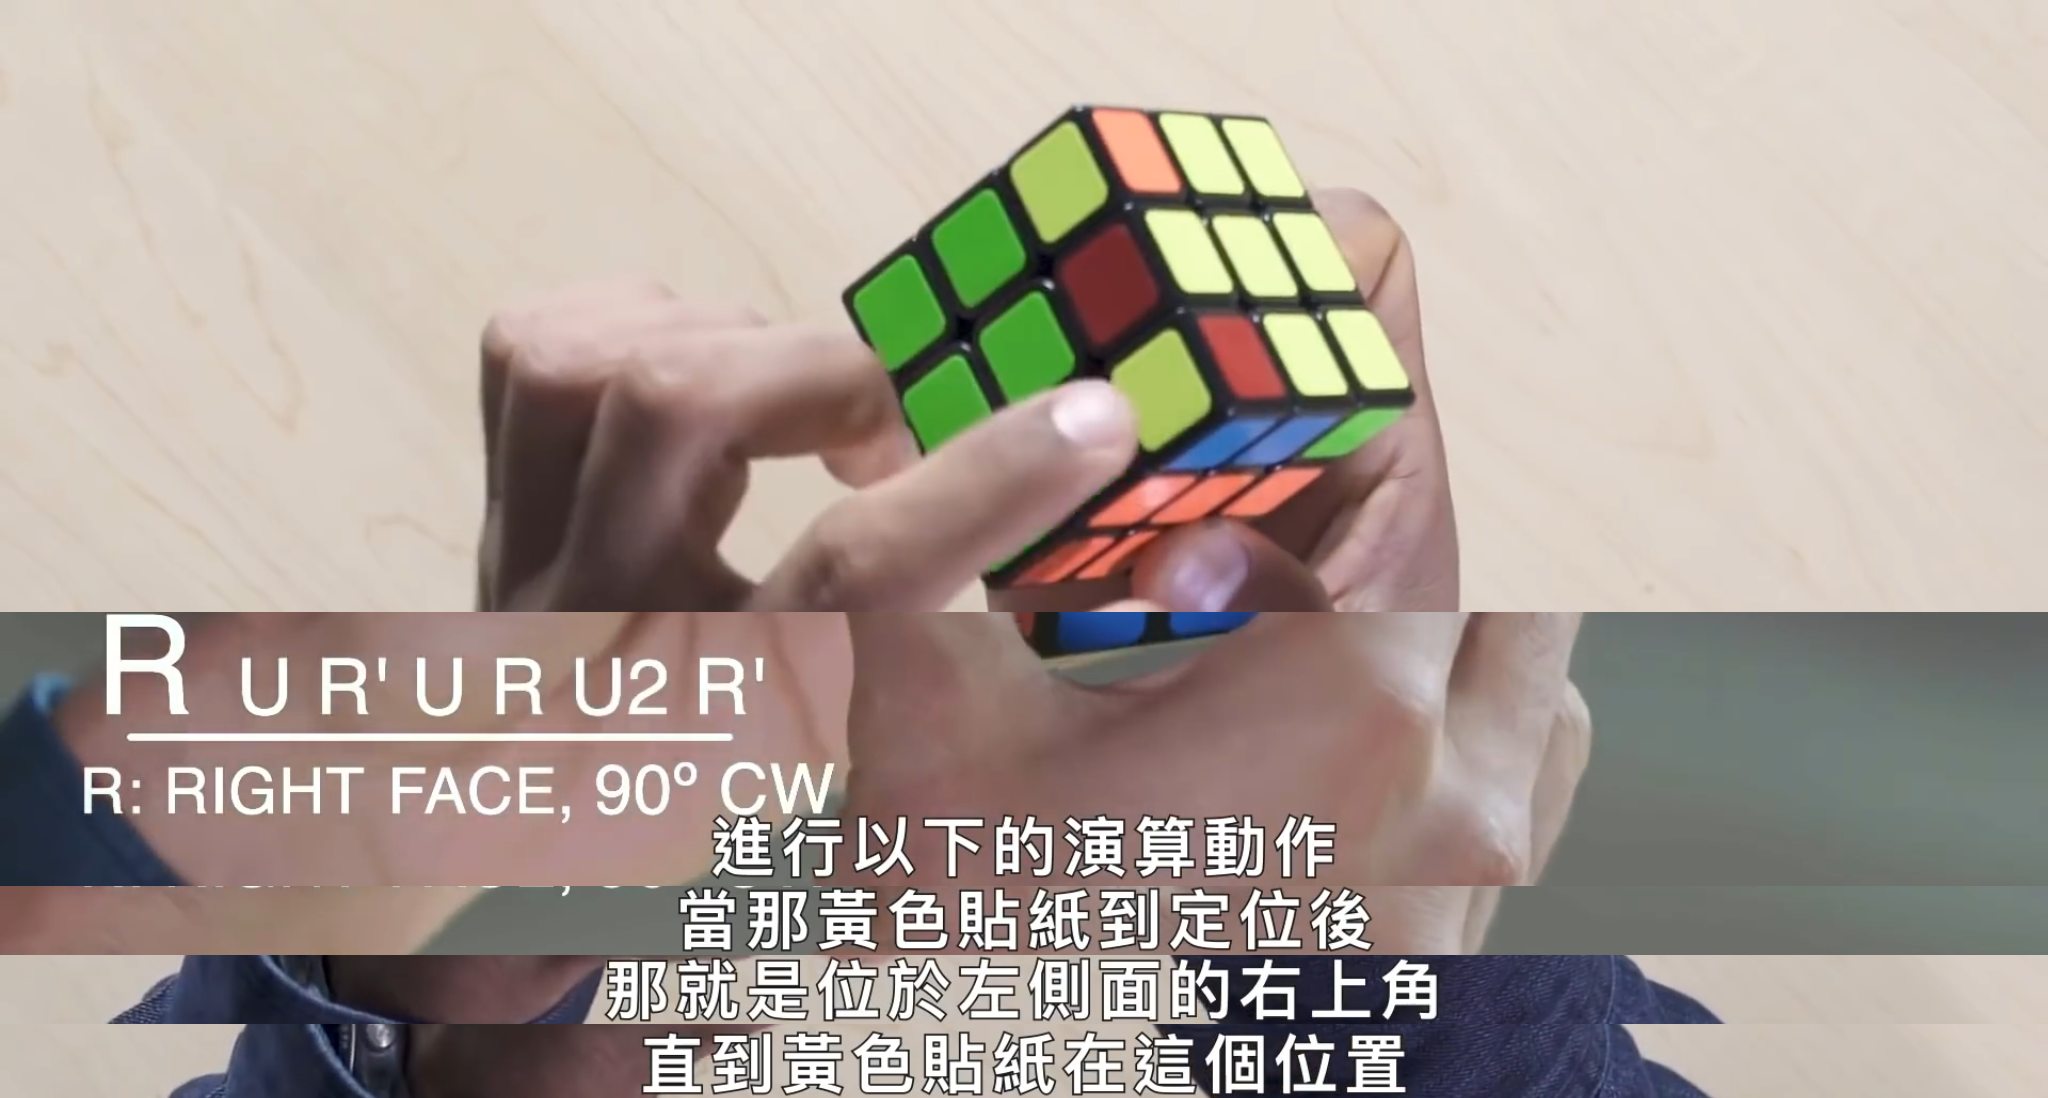 R U R' U R U2 R'
R: RIGHT FACE, 90º CW
進行以下的演算動作
當那黃色貼紙到定位後
那就是位於左側面的右上角
直到黃色貼紙在這個位置